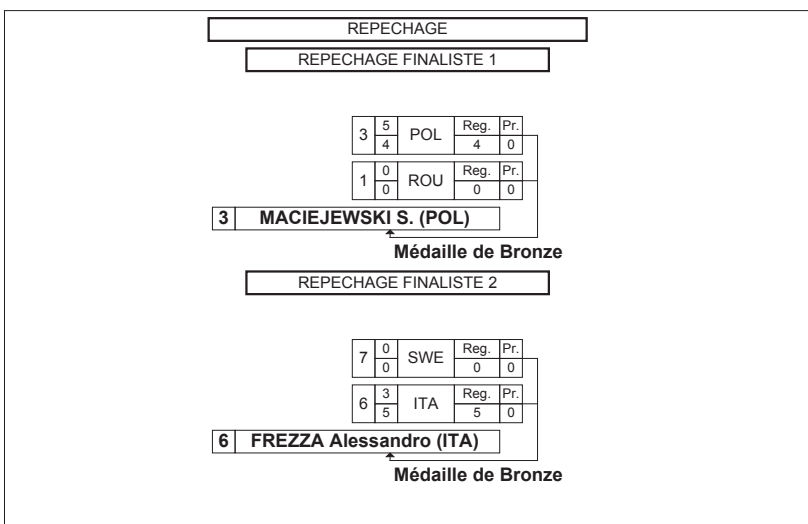 REPECHAGE
REPECHAGE FINALISTE 1
3 5 POL Reg. Pr.
4 4 0
1 0 ROU Reg. Pr.
0 0 0
3 MACIEJEWSKI S. (POL)
Médaille de Bronze
REPECHAGE FINALISTE 2
7 0 SWE Reg. Pr.
0 0 0
6 3 ITA Reg. Pr.
5 5 0
6 FREZZA Alessandro (ITA)
Médaille de Bronze